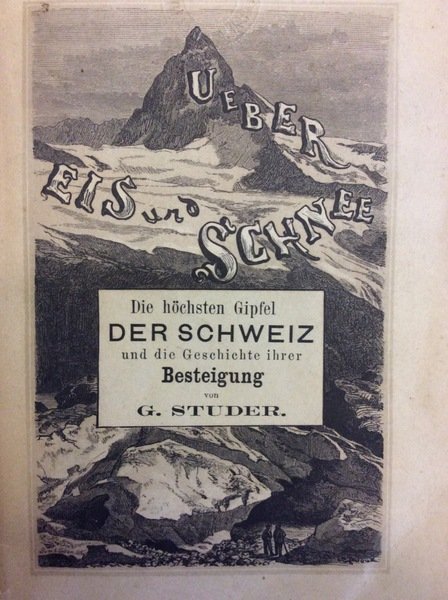 UEBER
EIS und SCHNEE
Die höchsten Gipfel
DER SCHWEIZ
und die Geschichte ihrer
Besteigung
von
G. STUDER.